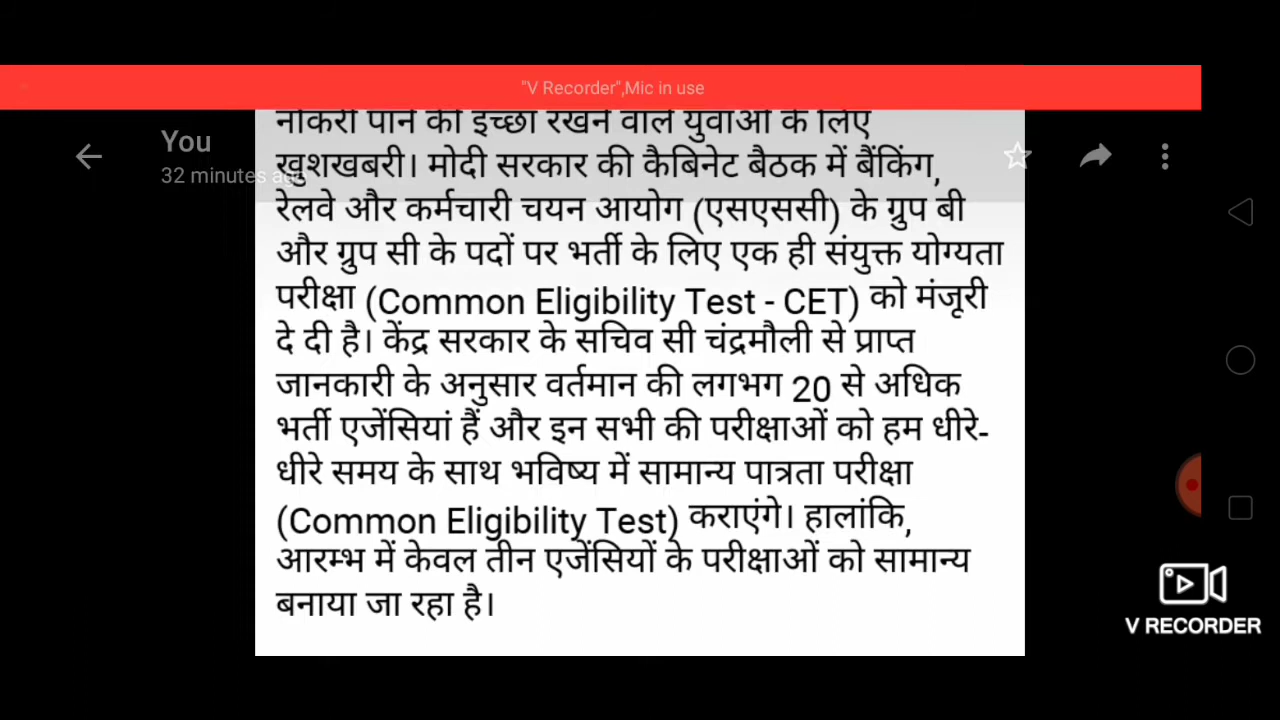 "V Recorder",Mic in use
You
32 minutes ago
नौकरी पाने की इच्छा रखने वाले युवाओं के लिए
खुशखबरी। मोदी सरकार की कैबिनेट बैठक में बैंकिंग,
रेलवे और कर्मचारी चयन आयोग (एसएससी) के ग्रुप बी
और ग्रुप सी के पदों पर भर्ती के लिए एक ही संयुक्त योग्यता
परीक्षा (Common Eligibility Test - CET) को मंजूरी
दे दी है। केंद्र सरकार के सचिव सी चंद्रमौली से प्राप्त
जानकारी के अनुसार वर्तमान की लगभग 20 से अधिक
भर्ती एजेंसियां हैं और इन सभी की परीक्षाओं को हम धीरे-
धीरे समय के साथ भविष्य में सामान्य पात्रता परीक्षा
(Common Eligibility Test) कराएंगे। हालांकि,
आरम्भ में केवल तीन एजेंसियों के परीक्षाओं को सामान्य
बनाया जा रहा है।
V RECORDER